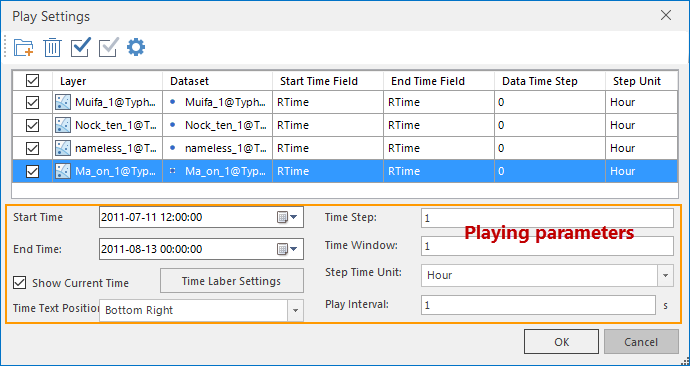 Play Settings
Layer Dataset Start Time Field End Time Field Data Time Step Step Unit
Muifa_1@Typh... Muifa_1@Typ... RTime RTime 0 Hour
Nock_ten_1@... Nock_ten_1@T... RTime RTime 0 Hour
nameless_1@T... nameless_1@T... RTime RTime 0 Hour
Ma_on_1@Typ... Ma_on_1@Typ... RTime RTime 0 Hour
Start Time 2011-07-11 12:00:00 Time Step: 1
Playing parameters
End Time: 2011-08-13 00:00:00 Time Window: 1
Show Current Time Time Laber Settings Step Time Unit: Hour
Time Text Position Bottom Right Play Interval: 1 s
OK Cancel